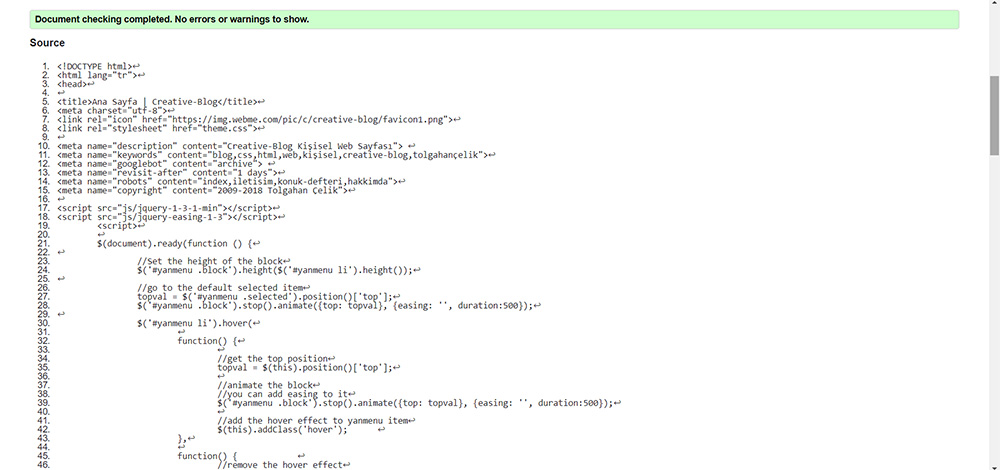 Document checking completed. No errors or warnings to show.
Source
1. <!DOCTYPE html>↩
2. <html lang="tr">↩
3. <head>↩
4. ↩
5. <title>Ana Sayfa | Creative-Blog</title>↩
6. <meta charset="utf-8">↩
7. <link rel="icon" href="https://img.webme.com/pic/c/creative-blog/favicon1.png">↩
8. <link rel="stylesheet" href="theme.css">↩
9. ↩
10. <meta name="description" content="Creative-Blog Kişisel Web Sayfası"> ↩
11. <meta name="keywords" content="blog,css,html,web,kişisel,creative-blog,tolgahançelik">↩
12. <meta name="googlebot" content="archive"> ↩
13. <meta name="revisit-after" content="1 days">↩
14. <meta name="robots" content="index,iletisim,konuk-defteri,hakkimda">↩
15. <meta name="copyright" content="2009-2018 Tolgahan Çelik">↩
16. ↩
17. <script src="js/jquery-1-3-1-min"></script>↩
18. <script src="js/jquery-easing-1-3"></script>↩
19. <script>↩
20. ↩
21. $(document).ready(function () {↩
22. ↩
23. //Set the height of the block↩
24. $('#yanmenu .block').height($('#yanmenu li').height());↩
25. ↩
26. //go to the default selected item↩
27. topval = $('#yanmenu .selected').position()['top'];↩
28. $('#yanmenu .block').stop().animate({top: topval}, {easing: '', duration:500});↩
29. ↩
30. $('#yanmenu li').hover(↩
31. ↩
32. function() {↩
33. ↩
34. //get the top position↩
35. topval = $(this).position()['top'];↩
36. ↩
37. //animate the block↩
38. //you can add easing to it↩
39. $('#yanmenu .block').stop().animate({top: topval}, {easing: '', duration:500});↩
40. ↩
41. //add the hover effect to yanmenu item↩
42. $(this).addClass('hover'); ↩
43. },↩
44. ↩
45. function() { ↩
46. //remove the hover effect↩